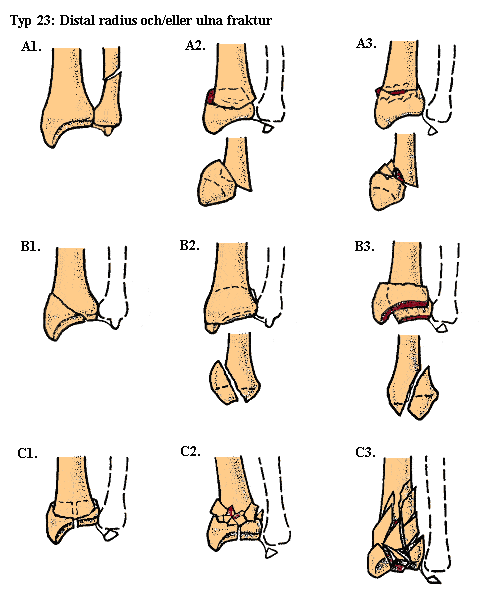 Typ 23: Distal radius och/eller ulna fraktur
A1. A2. A3.
B1. B2. B3.
C1. C2. C3.